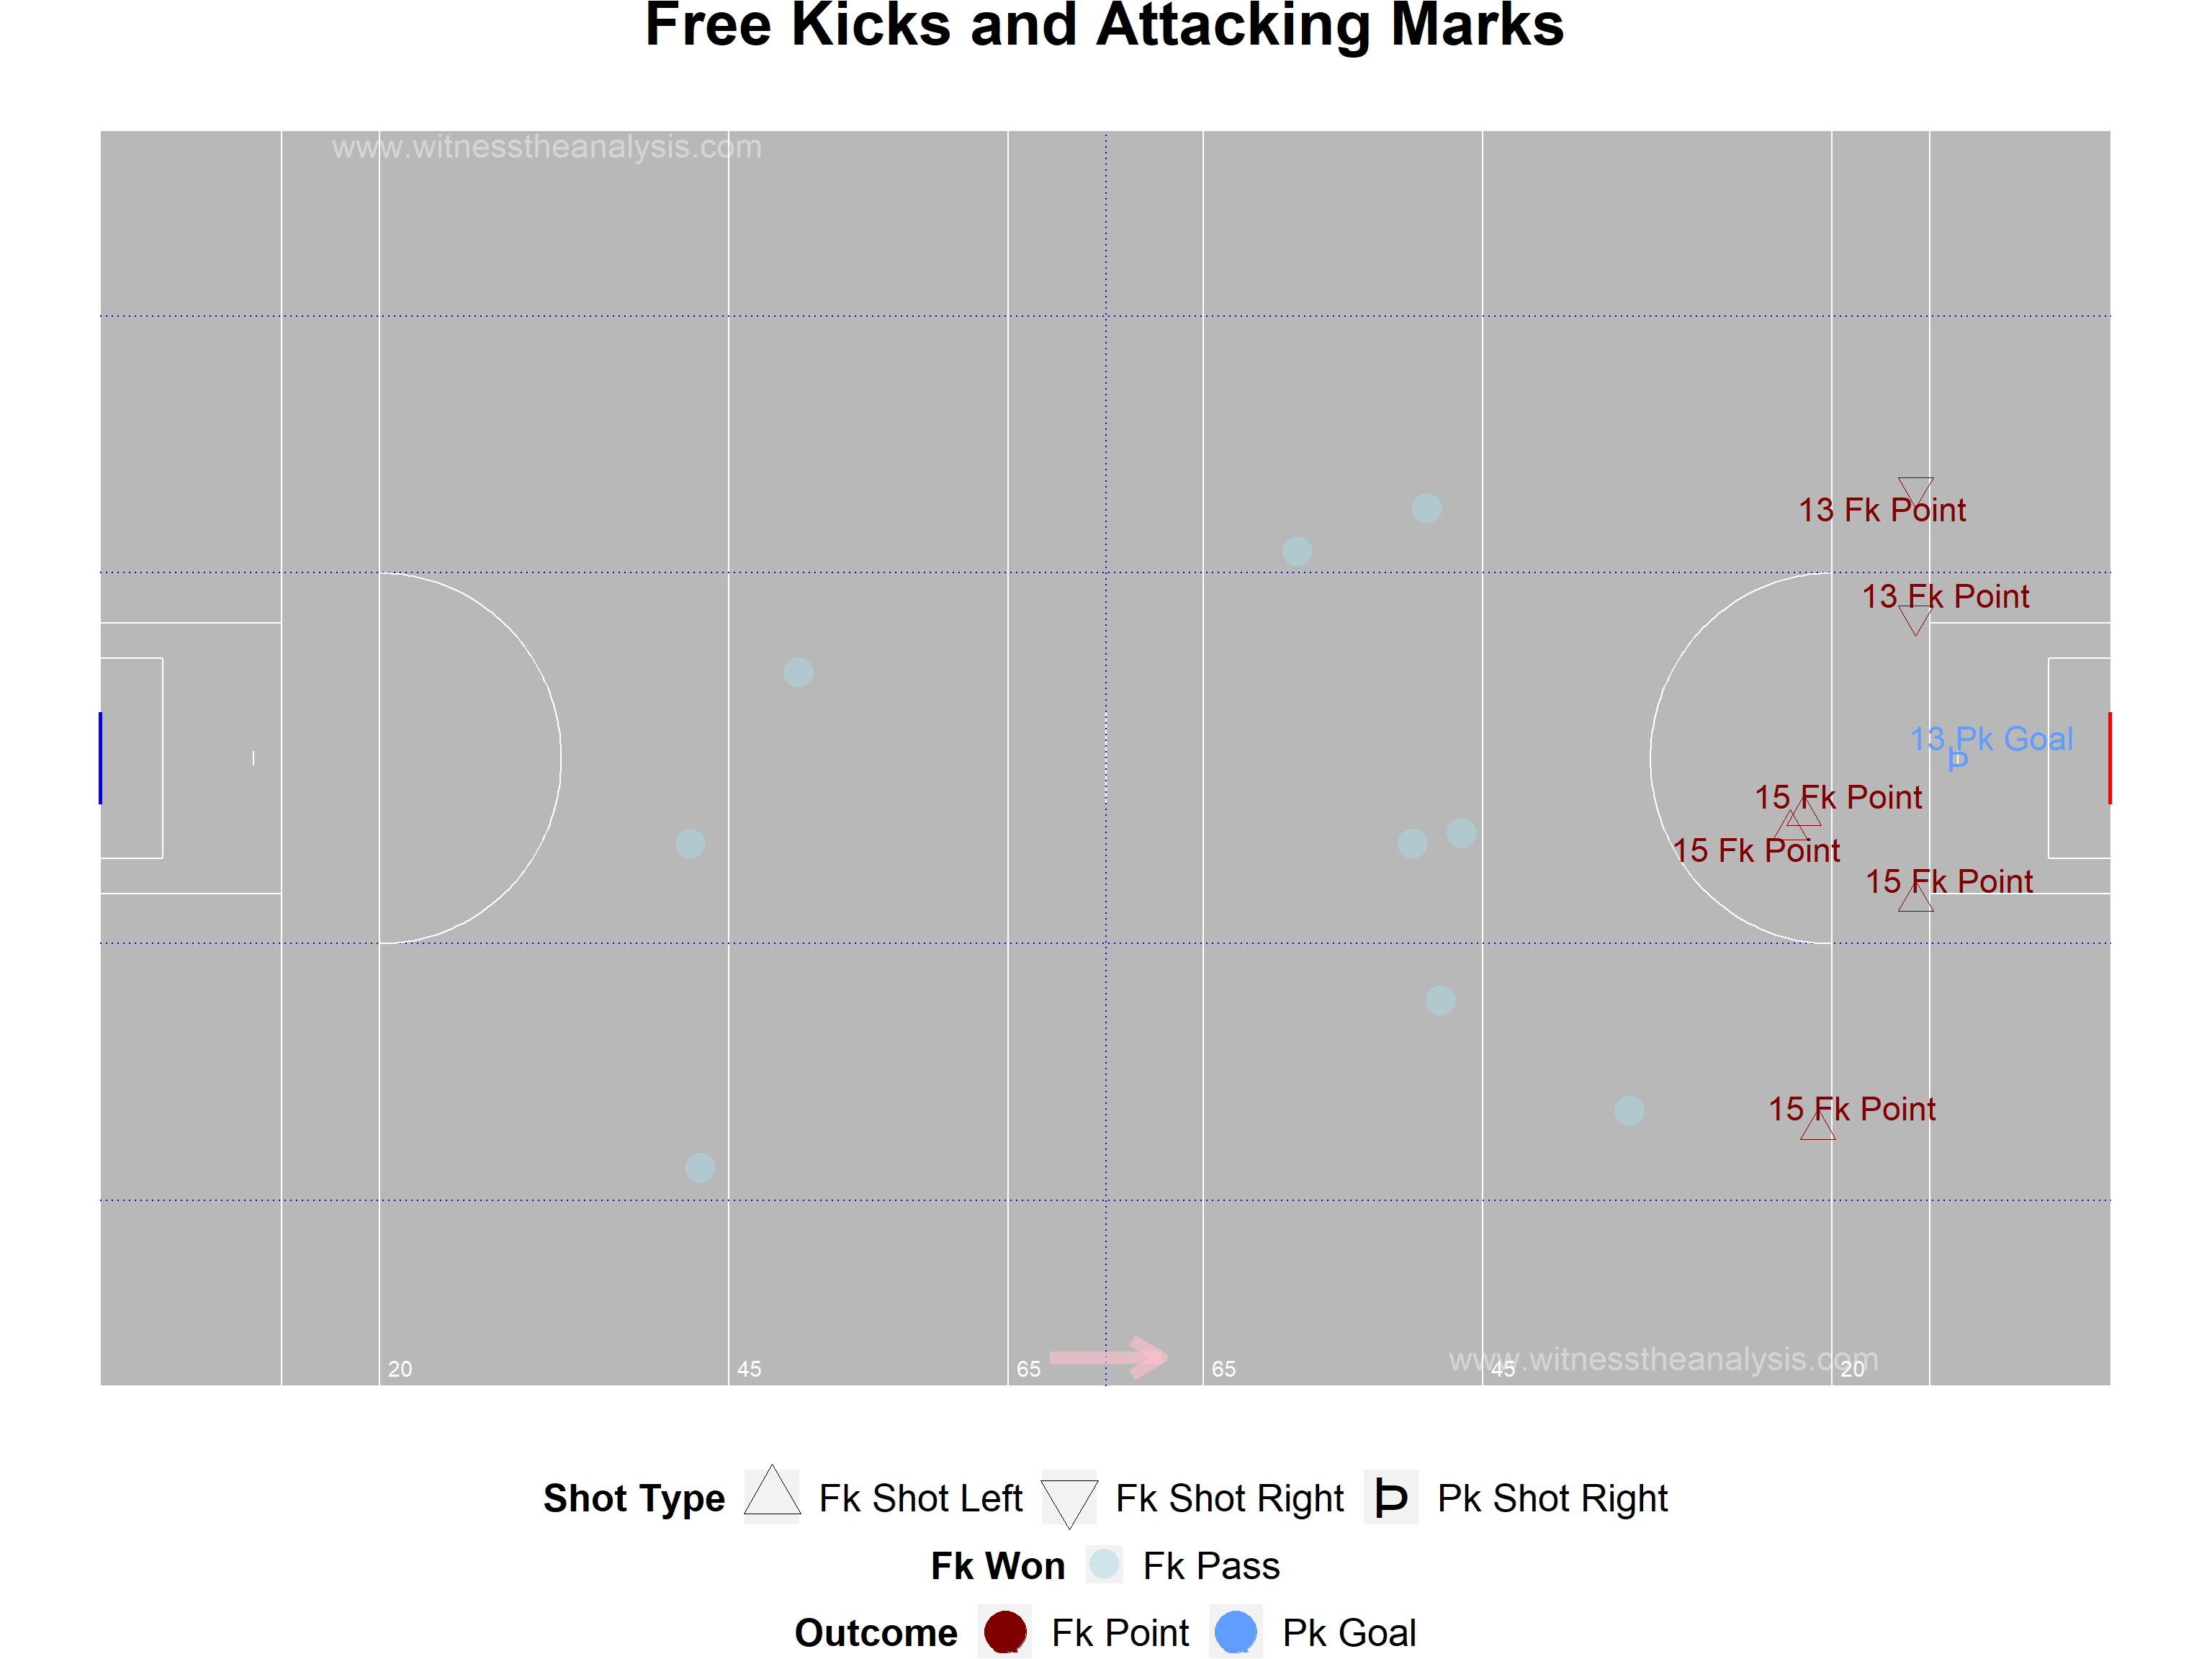 Free Kicks and Attacking Marks
www.witnesstheanalysis.com
13 Fk Point
13 Fk Point
13 Pk Goal
15 Fk Point
15 Fk Point
15 Fk Point
15 Fk Point
www.witnesstheanalysis.com
20 45 65 65 45 20
Shot Type Fk Shot Left Fk Shot Right Pk Shot Right
Fk Won Fk Pass
Outcome Fk Point Pk Goal